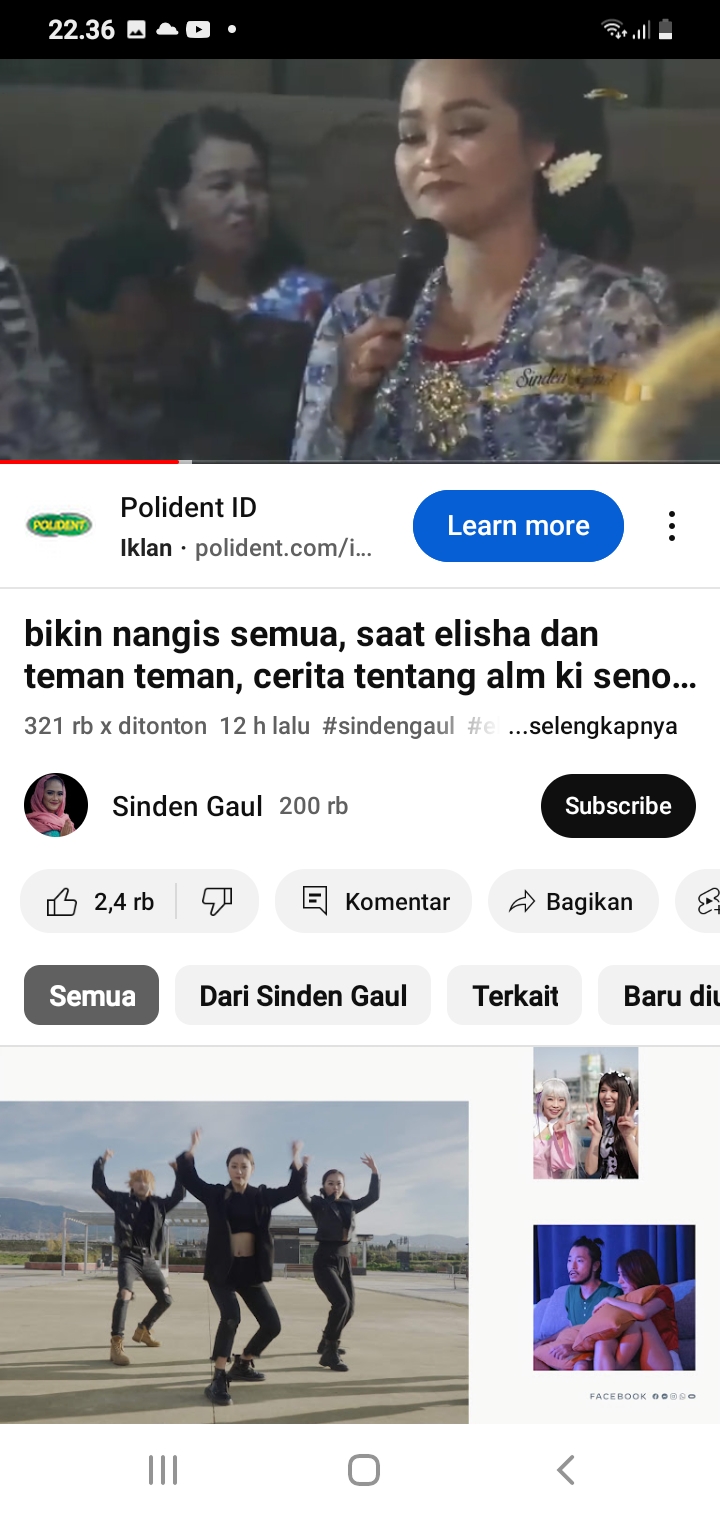 22.36
Sinden
POLIDENT
Polident ID
Iklan · polident.com/i...
Learn more
bikin nangis semua, saat elisha dan
teman teman, cerita tentang alm ki seno...
321 rb x ditonton 12 h lalu #sindengaul #e ...selengkapnya
Sinden Gaul 200 rb
Subscribe
2,4 rb
Komentar
Bagikan
Semua
Dari Sinden Gaul
Terkait
Baru diu
FACEBOOK